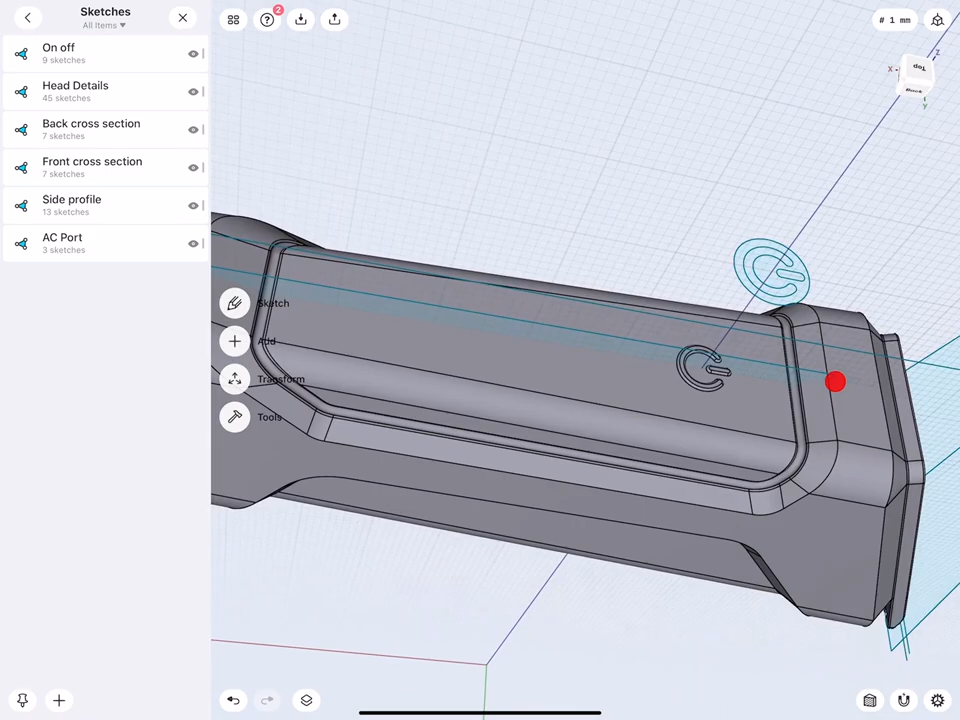 Sketches
All Items ▼
On off
9 sketches
Head Details
45 sketches
Back cross section
7 sketches
Front cross section
7 sketches
Side profile
13 sketches
AC Port
3 sketches
Sketch
Add
Transform
Tools
2
# 1 mm
Top
Back
X
Z
Y